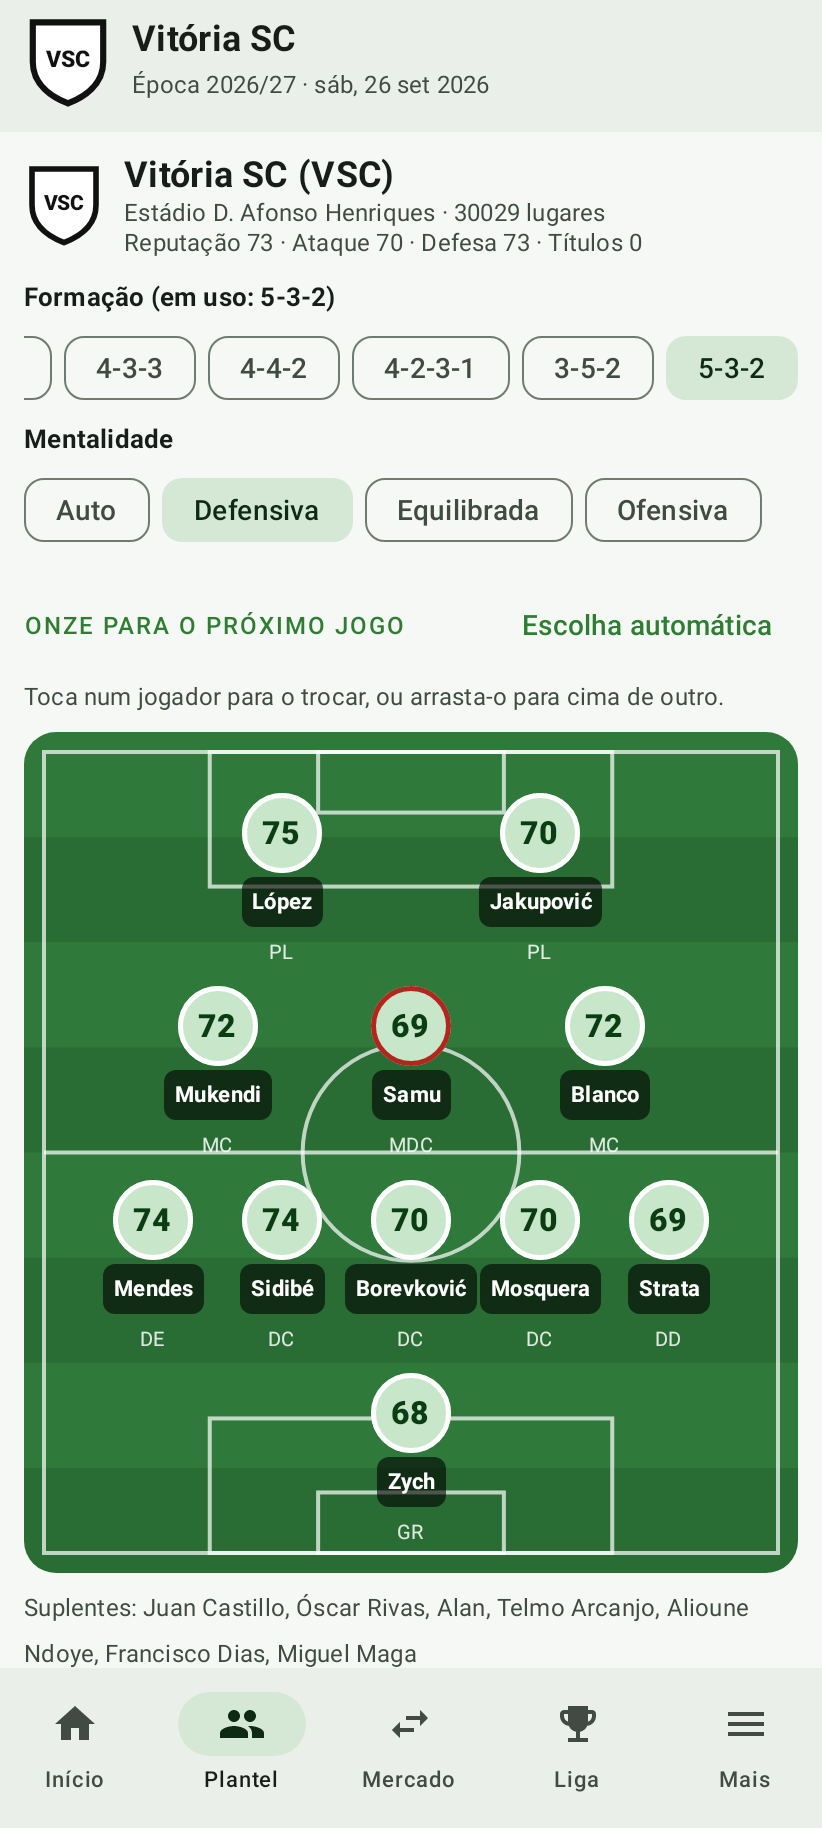 VSC
Vitória SC
Época 2026/27 · sáb, 26 set 2026
VSC
Vitória SC (VSC)
Estádio D. Afonso Henriques · 30029 lugares
Reputação 73 · Ataque 70 · Defesa 73 · Títulos 0
Formação (em uso: 5-3-2)
4-3-3 4-4-2 4-2-3-1 3-5-2 5-3-2
Mentalidade
Auto Defensiva Equilibrada Ofensiva
ONZE PARA O PRÓXIMO JOGO Escolha automática
Toca num jogador para o trocar, ou arrasta-o para cima de outro.
75 70
López Jakupović
PL PL
72 69 72
Mukendi Samu Blanco
MC MDC MC
74 74 70 70 69
Mendes Sidibé Borevković Mosquera Strata
DE DC DC DC DD
68
Zych
GR
Suplentes: Juan Castillo, Óscar Rivas, Alan, Telmo Arcanjo, Alioune
Ndoye, Francisco Dias, Miguel Maga
Início Plantel Mercado Liga Mais